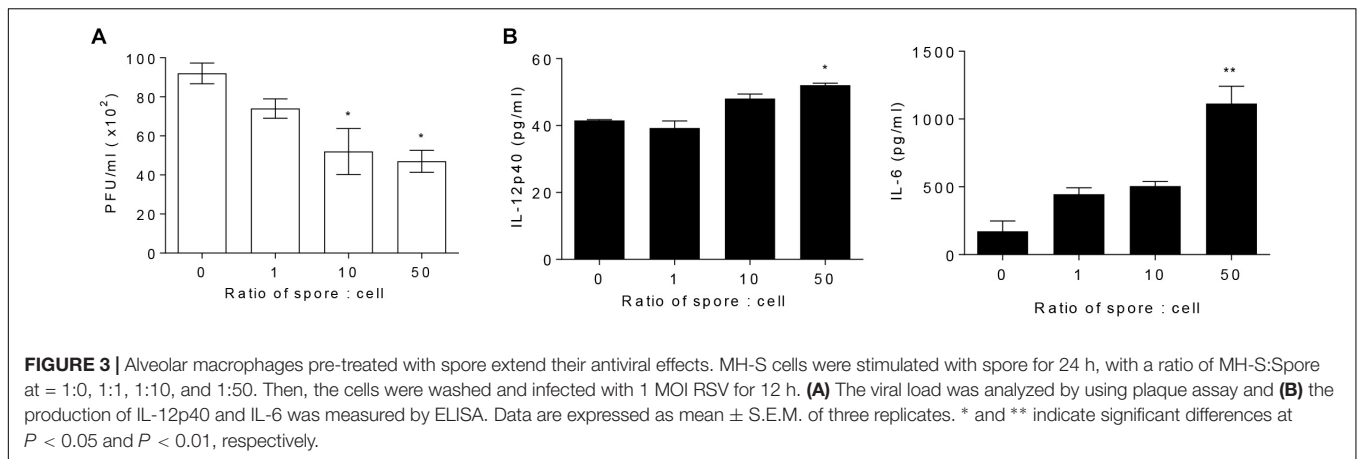 A
PFU/ml ( x10²)
100
80
60
40
20
0
*
*
0 1 10 50
Ratio of spore : cell
B
IL-12p40 (pg/ml)
60
40
20
0
*
0 1 10 50
Ratio of spore : cell
IL-6 (pg/ml)
1500
1000
500
0
**
0 1 10 50
Ratio of spore : cell
FIGURE 3 | Alveolar macrophages pre-treated with spore extend their antiviral effects. MH-S cells were stimulated with spore for 24 h, with a ratio of MH-S:Spore
at = 1:0, 1:1, 1:10, and 1:50. Then, the cells were washed and infected with 1 MOI RSV for 12 h. (A) The viral load was analyzed by using plaque assay and (B) the
production of IL-12p40 and IL-6 was measured by ELISA. Data are expressed as mean ± S.E.M. of three replicates. * and ** indicate significant differences at
P < 0.05 and P < 0.01, respectively.